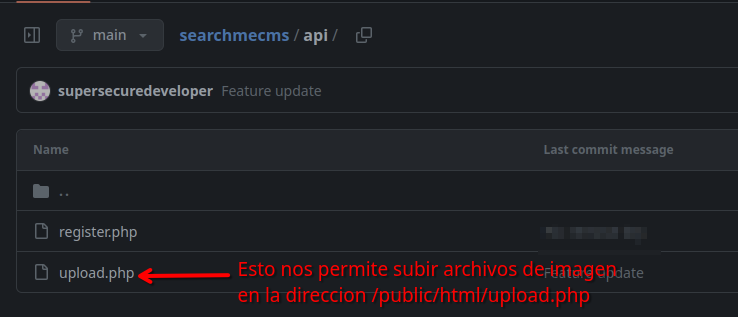 main
searchmecms / api /
supersecuredeveloper Feature update
Name Last commit message
..
register.php
upload.php Esto nos permite subir archivos de imagen Feature update
en la direccion /public/html/upload.php